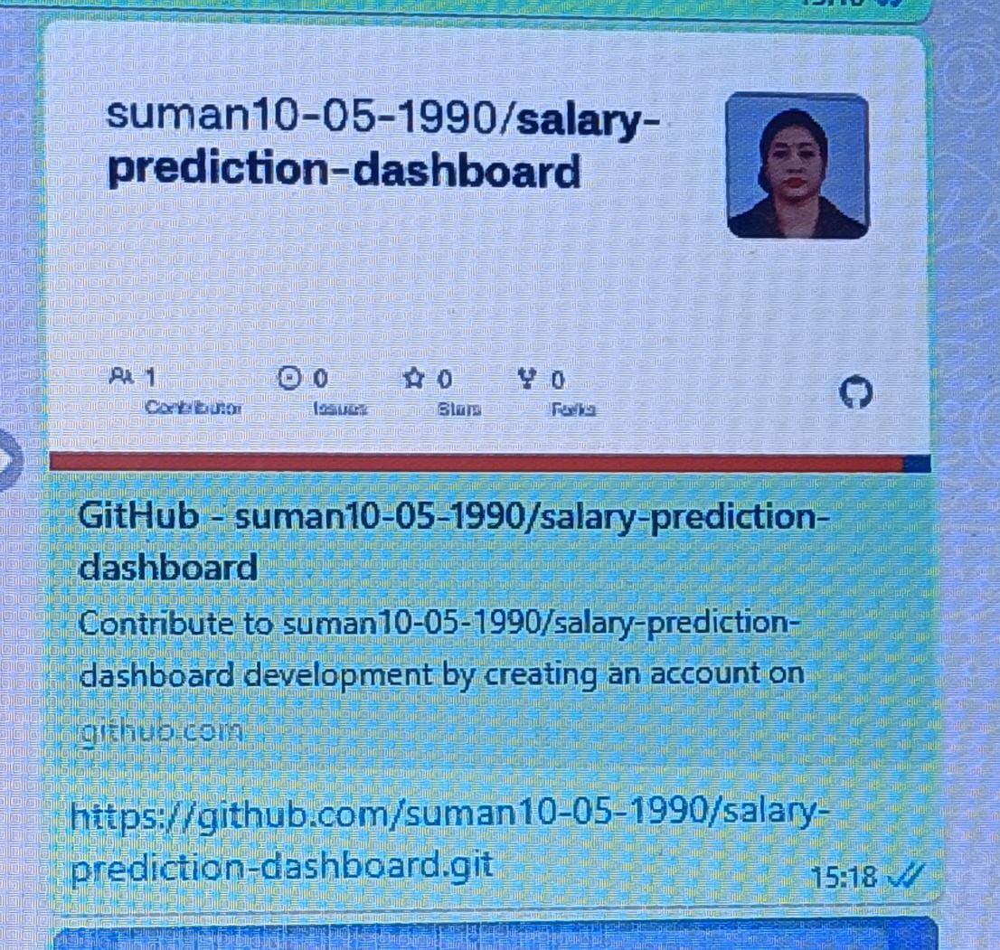 suman10-05-1990/salary-
prediction-dashboard
1 0 0 0
Contributor Issues Stars Forks
GitHub - suman10-05-1990/salary-prediction-
dashboard
Contribute to suman10-05-1990/salary-prediction-
dashboard development by creating an account on
github.com
https://github.com/suman10-05-1990/salary-
prediction-dashboard.git
15:18